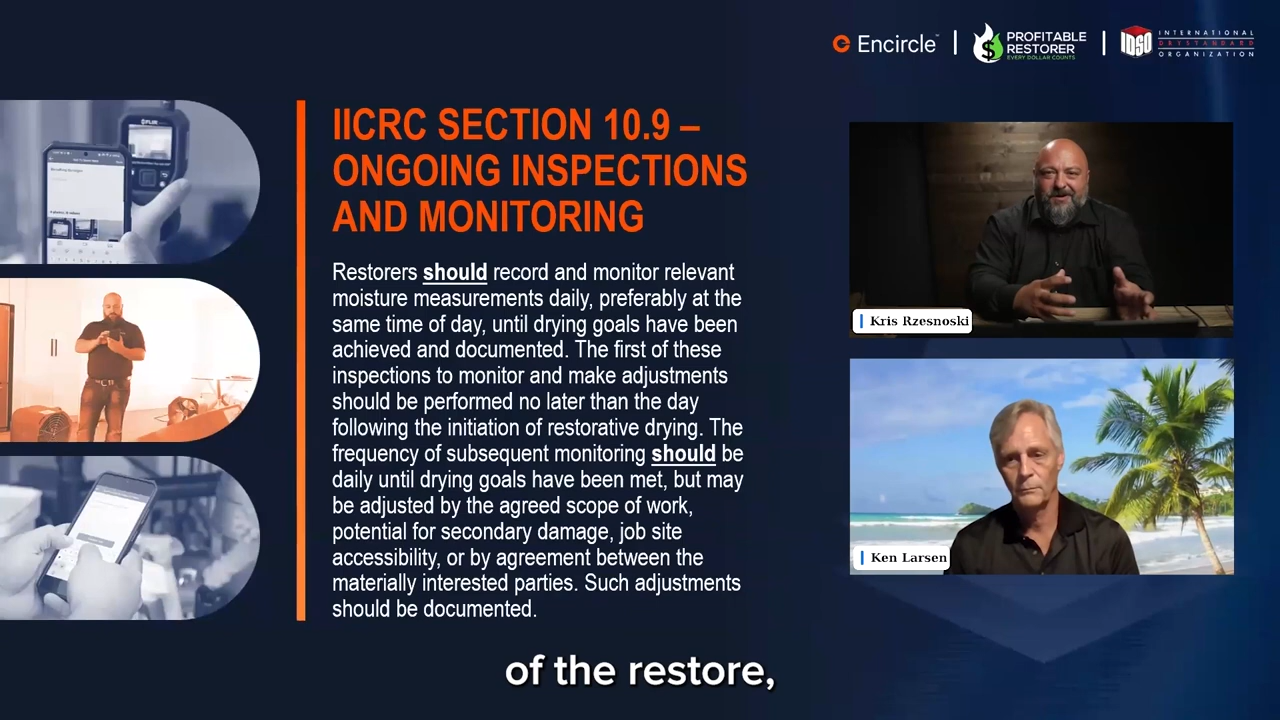 Encircle
PROFITABLE
RESTORER
EVERY DOLLAR COUNTS
IDSO
INTERNATIONAL
DRYSTANDARD
ORGANIZATION
IICRC SECTION 10.9 –
ONGOING INSPECTIONS
AND MONITORING
Restorers should record and monitor relevant
moisture measurements daily, preferably at the
same time of day, until drying goals have been
achieved and documented. The first of these
inspections to monitor and make adjustments
should be performed no later than the day
following the initiation of restorative drying. The
frequency of subsequent monitoring should be
daily until drying goals have been met, but may
be adjusted by the agreed scope of work,
potential for secondary damage, job site
accessibility, or by agreement between the
materially interested parties. Such adjustments
should be documented.
Kris Rzesnoski
Ken Larsen
of the restore,